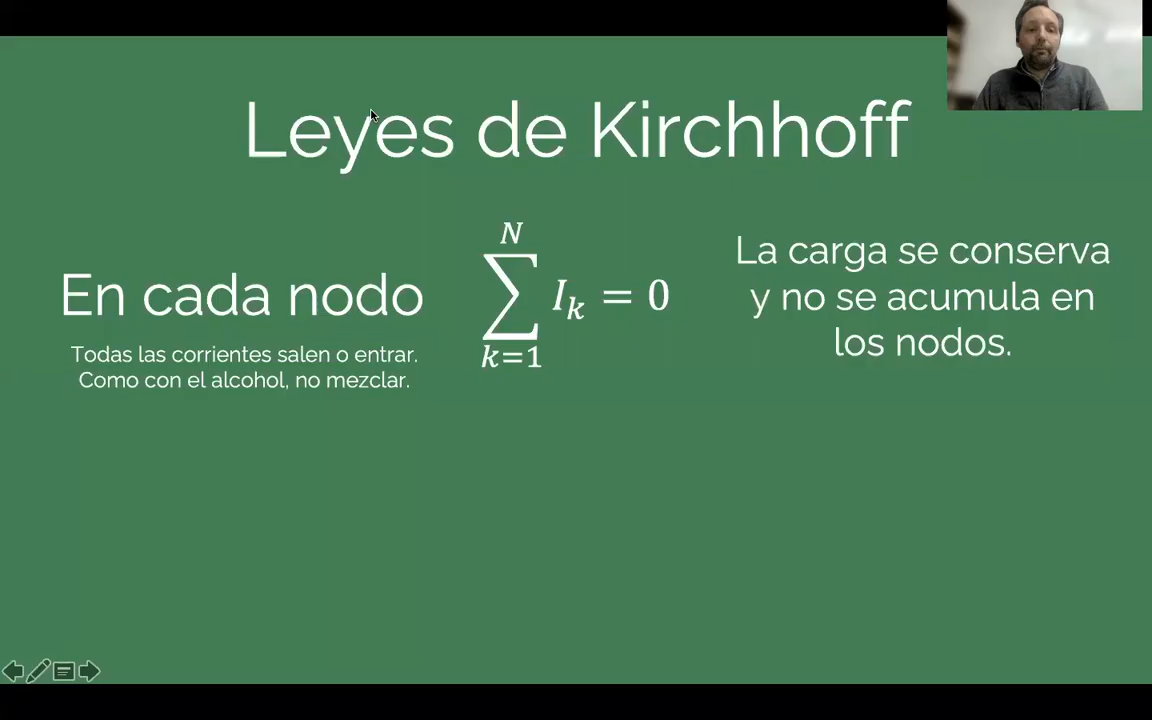 Leyes de Kirchhoff
En cada nodo
Todas las corrientes salen o entrar.
Como con el alcohol, no mezclar.
N
∑ I_k = 0
k=1
La carga se conserva
y no se acumula en
los nodos.